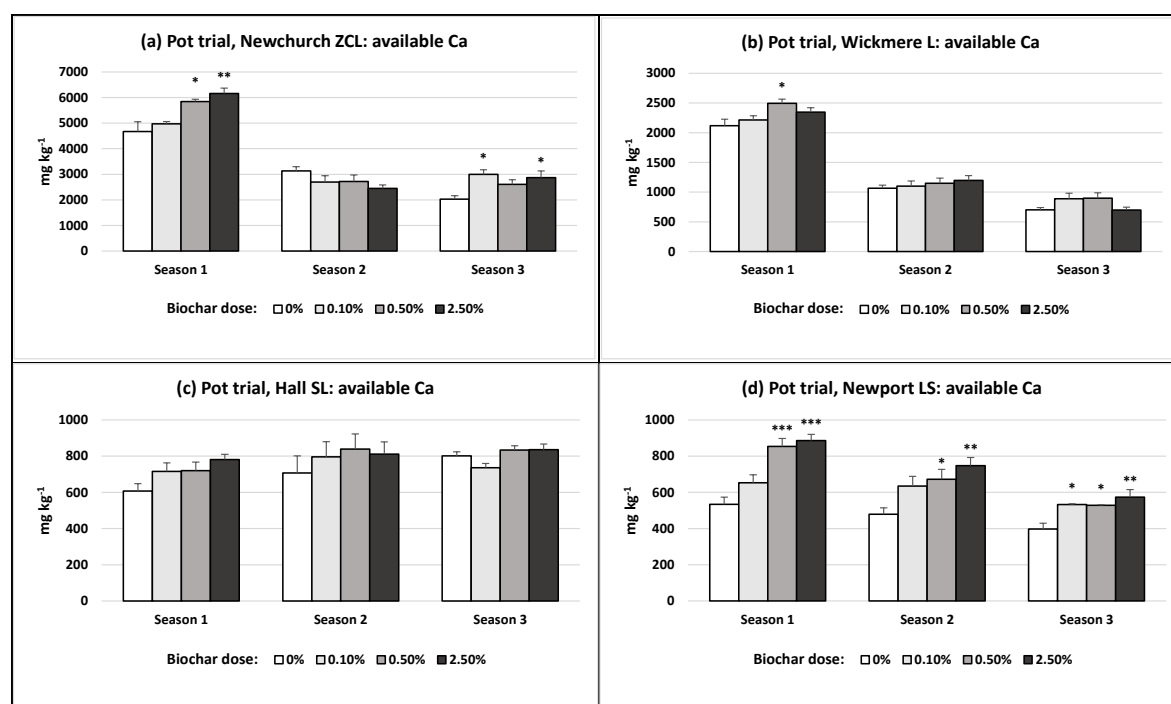 (a) Pot trial, Newchurch ZCL: available Ca
7000
6000
5000
4000
3000
2000
1000
0
mg kg-1
* **
* *
Season 1 Season 2 Season 3
Biochar dose: 0% 0.10% 0.50% 2.50%
(b) Pot trial, Wickmere L: available Ca
3000
2500
2000
1500
1000
500
0
mg kg-1
*
Season 1 Season 2 Season 3
Biochar dose: 0% 0.10% 0.50% 2.50%
(c) Pot trial, Hall SL: available Ca
1000
800
600
400
200
0
mg kg-1
Season 1 Season 2 Season 3
Biochar dose: 0% 0.10% 0.50% 2.50%
(d) Pot trial, Newport LS: available Ca
1000
800
600
400
200
0
mg kg-1
*** ***
* **
* * **
Season 1 Season 2 Season 3
Biochar dose: 0% 0.10% 0.50% 2.50%